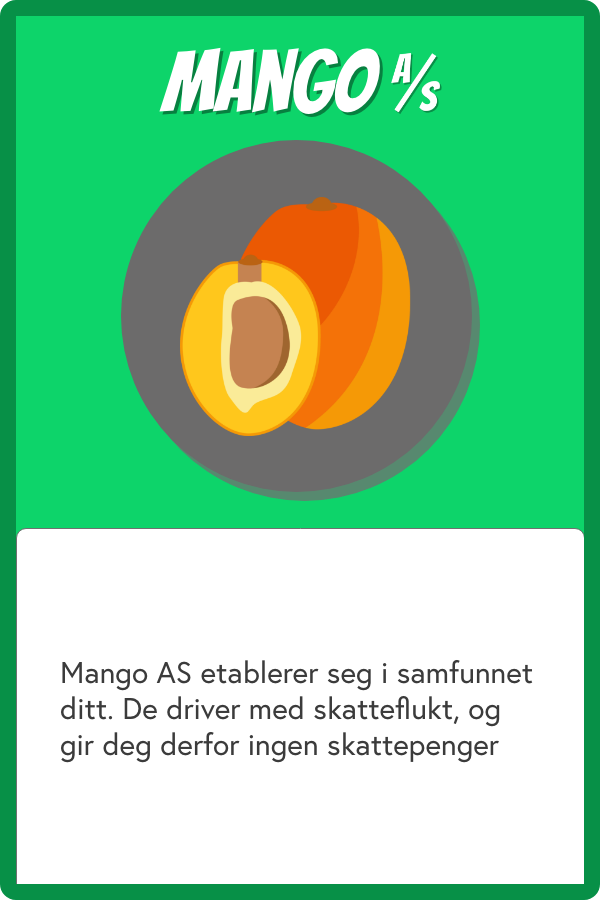 MANGO A/S
Mango AS etablerer seg i samfunnet
ditt. De driver med skatteflukt, og
gir deg derfor ingen skattepenger